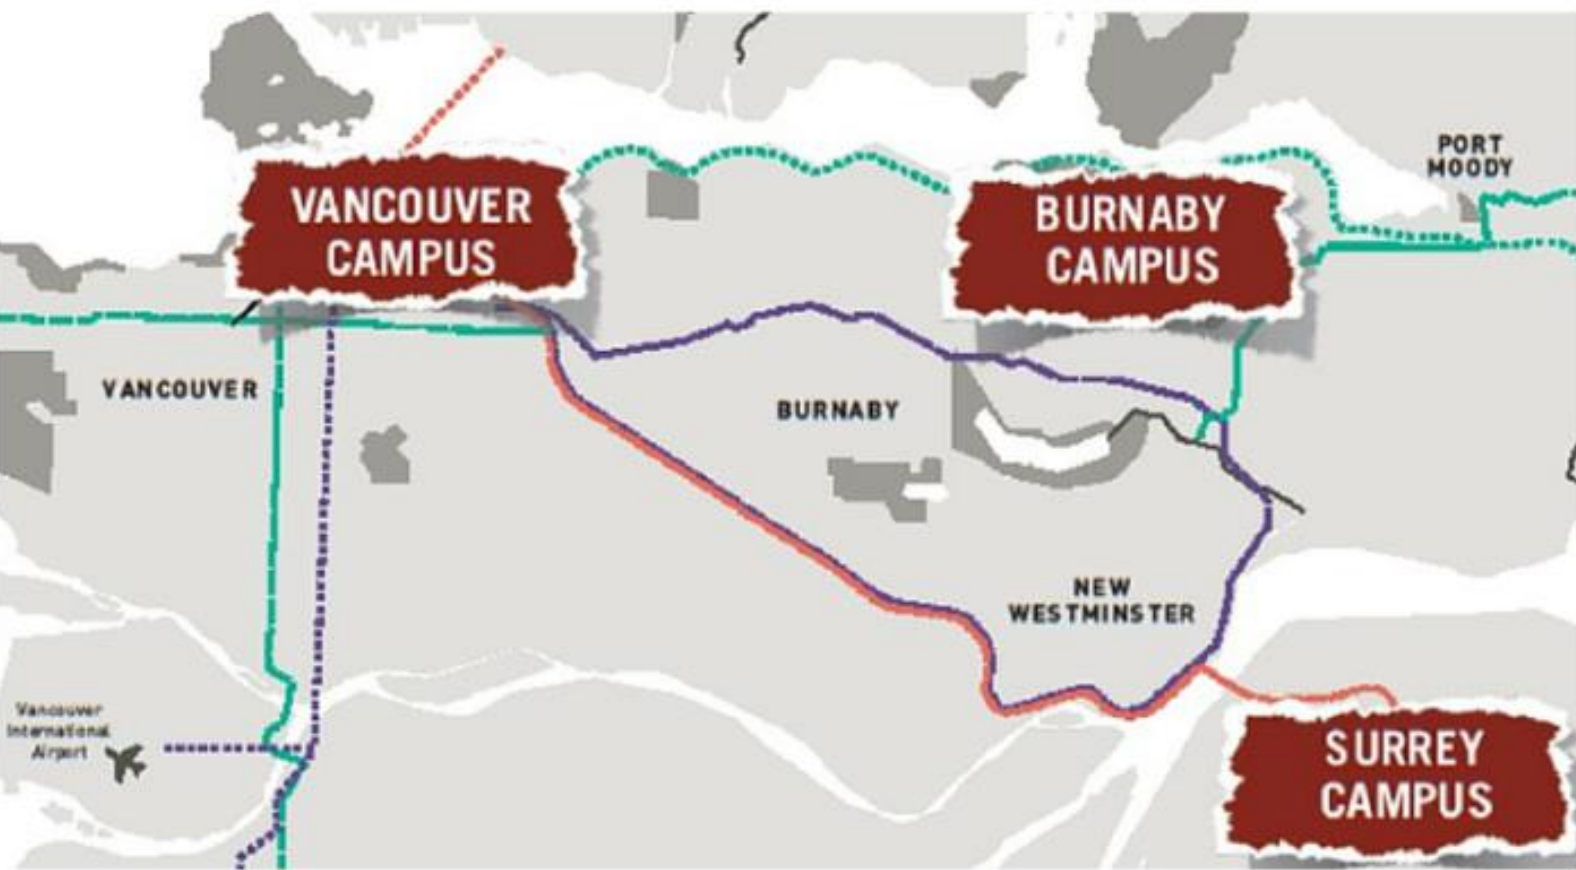 PORT
MOODY
VANCOUVER
CAMPUS
BURNABY
CAMPUS
VANCOUVER
BURNABY
NEW
WESTMINSTER
Vancouver
International
Airport
SURREY
CAMPUS